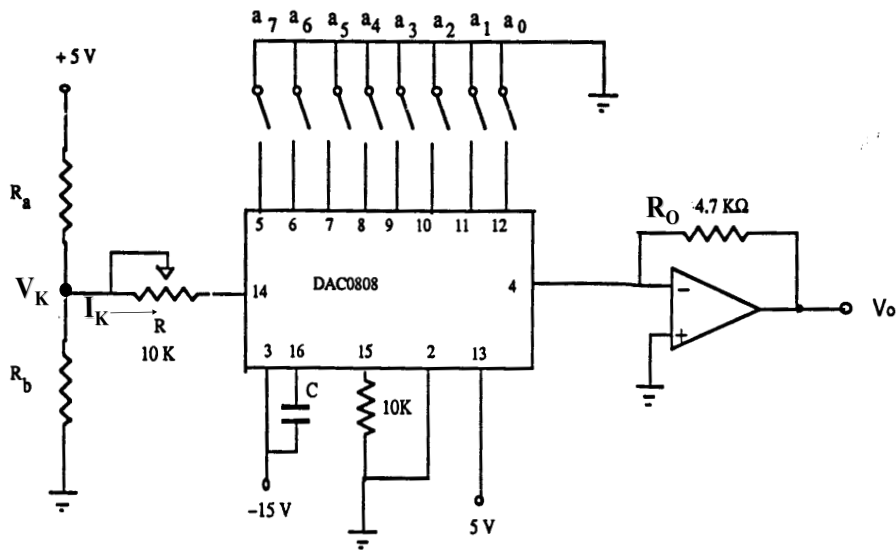 a7 a6 a5 a4 a3 a2 a1 a0
+5 V
Ra
5 6 7 8 9 10 11 12
RO 4.7 KΩ
VK
IK
R
10 K
14
DAC0808
4
−
+
Vo
Rb
3 16 15 2 13
C
10K
−15 V
5 V